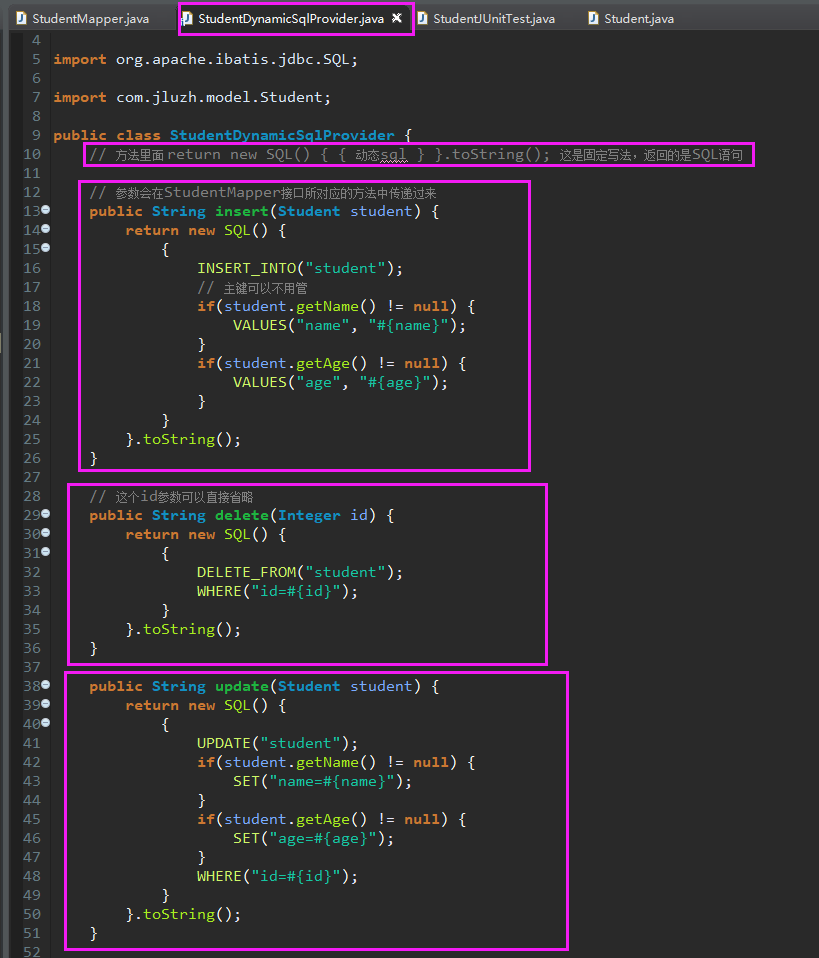 StudentMapper.java StudentDynamicSqlProvider.java StudentJUnitTest.java Student.java
4
5 import org.apache.ibatis.jdbc.SQL;
6
7 import com.jluzh.model.Student;
8
9 public class StudentDynamicSqlProvider {
10 // 方法里面return new SQL() { { 动态sql } }.toString(); 这是固定写法，返回的是SQL语句
11
12 // 参数会在StudentMapper接口所对应的方法中传递过来
13 public String insert(Student student) {
14 return new SQL() {
15 {
16 INSERT_INTO("student");
17 // 主键可以不用管
18 if(student.getName() != null) {
19 VALUES("name", "#{name}");
20 }
21 if(student.getAge() != null) {
22 VALUES("age", "#{age}");
23 }
24 }
25 }.toString();
26 }
27
28 // 这个id参数可以直接省略
29 public String delete(Integer id) {
30 return new SQL() {
31 {
32 DELETE_FROM("student");
33 WHERE("id=#{id}");
34 }
35 }.toString();
36 }
37
38 public String update(Student student) {
39 return new SQL() {
40 {
41 UPDATE("student");
42 if(student.getName() != null) {
43 SET("name=#{name}");
44 }
45 if(student.getAge() != null) {
46 SET("age=#{age}");
47 }
48 WHERE("id=#{id}");
49 }
50 }.toString();
51 }
52